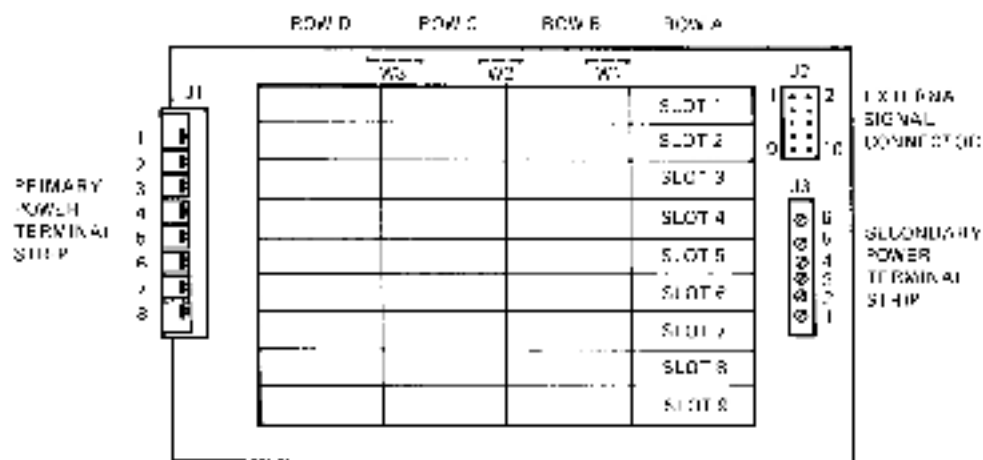 ROW D ROW C ROW B ROW A
W3 W2 W1
J1
1
2
3
4
5
6
7
8
PRIMARY
POWER
TERMINAL
STRIP
SLOT 1
SLOT 2
SLOT 3
SLOT 4
SLOT 5
SLOT 6
SLOT 7
SLOT 8
SLOT 9
J2
1 2
9 10
EXTERNAL
SIGNAL
CONNECTOR
J3
6
5
4
3
2
1
SECONDARY
POWER
TERMINAL
STRIP